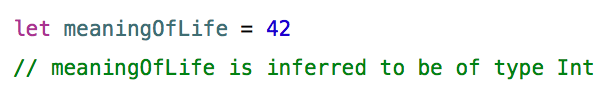 let meaningOfLife = 42
// meaningOfLife is inferred to be of type Int